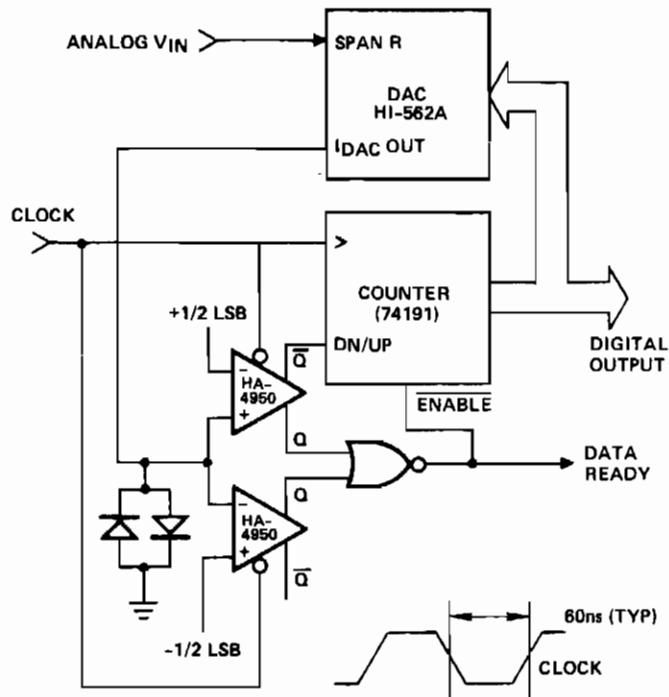 ANALOG VIN
SPAN R
DAC
HI-562A
IDAC OUT
CLOCK
>
COUNTER
(74191)
DN/UP
ENABLE
DIGITAL
OUTPUT
+1/2 LSB
Q
-
HA-
4950
+
Q
DATA
READY
Q
-
HA-
4950
+
Q
-1/2 LSB
60ns (TYP)
CLOCK